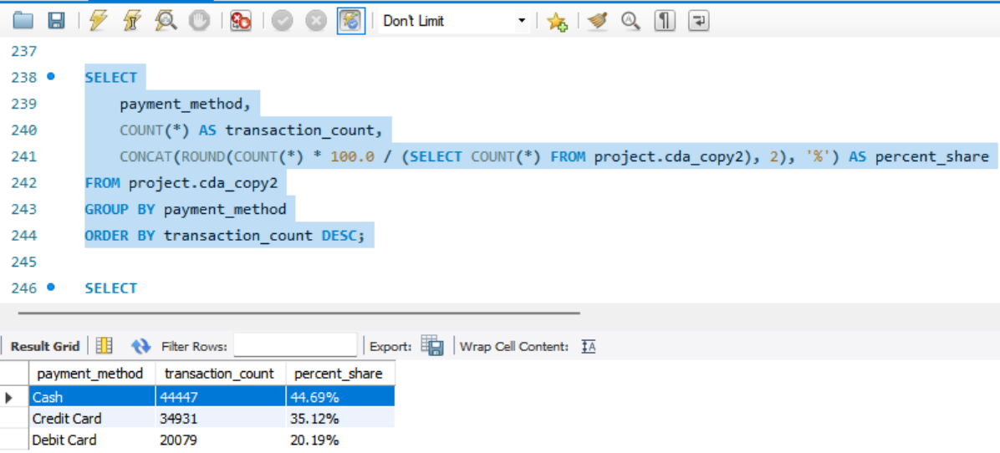 Don't Limit
237
238 SELECT
239 payment_method,
240 COUNT(*) AS transaction_count,
241 CONCAT(ROUND(COUNT(*) * 100.0 / (SELECT COUNT(*) FROM project.cda_copy2), 2), '%') AS percent_share
242 FROM project.cda_copy2
243 GROUP BY payment_method
244 ORDER BY transaction_count DESC;
245
246 SELECT
Result Grid Filter Rows: Export: Wrap Cell Content: IA
payment_method transaction_count percent_share
Cash 44447 44.69%
Credit Card 34931 35.12%
Debit Card 20079 20.19%